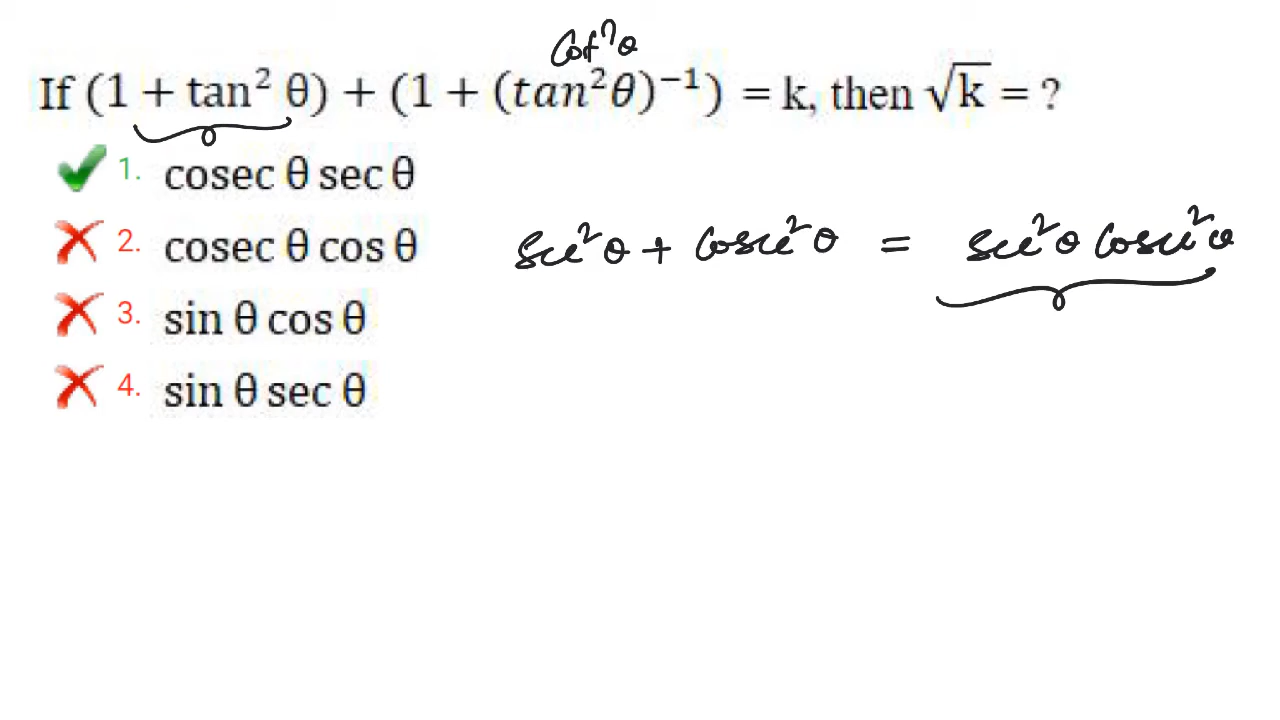 Cot²θ
If (1 + tan² θ) + (1 + (tan²θ)⁻¹) = k, then √k = ?
1. cosec θ sec θ
2. cosec θ cos θ
sec²θ + cosec²θ = sec²θ cosec²θ
3. sin θ cos θ
4. sin θ sec θ